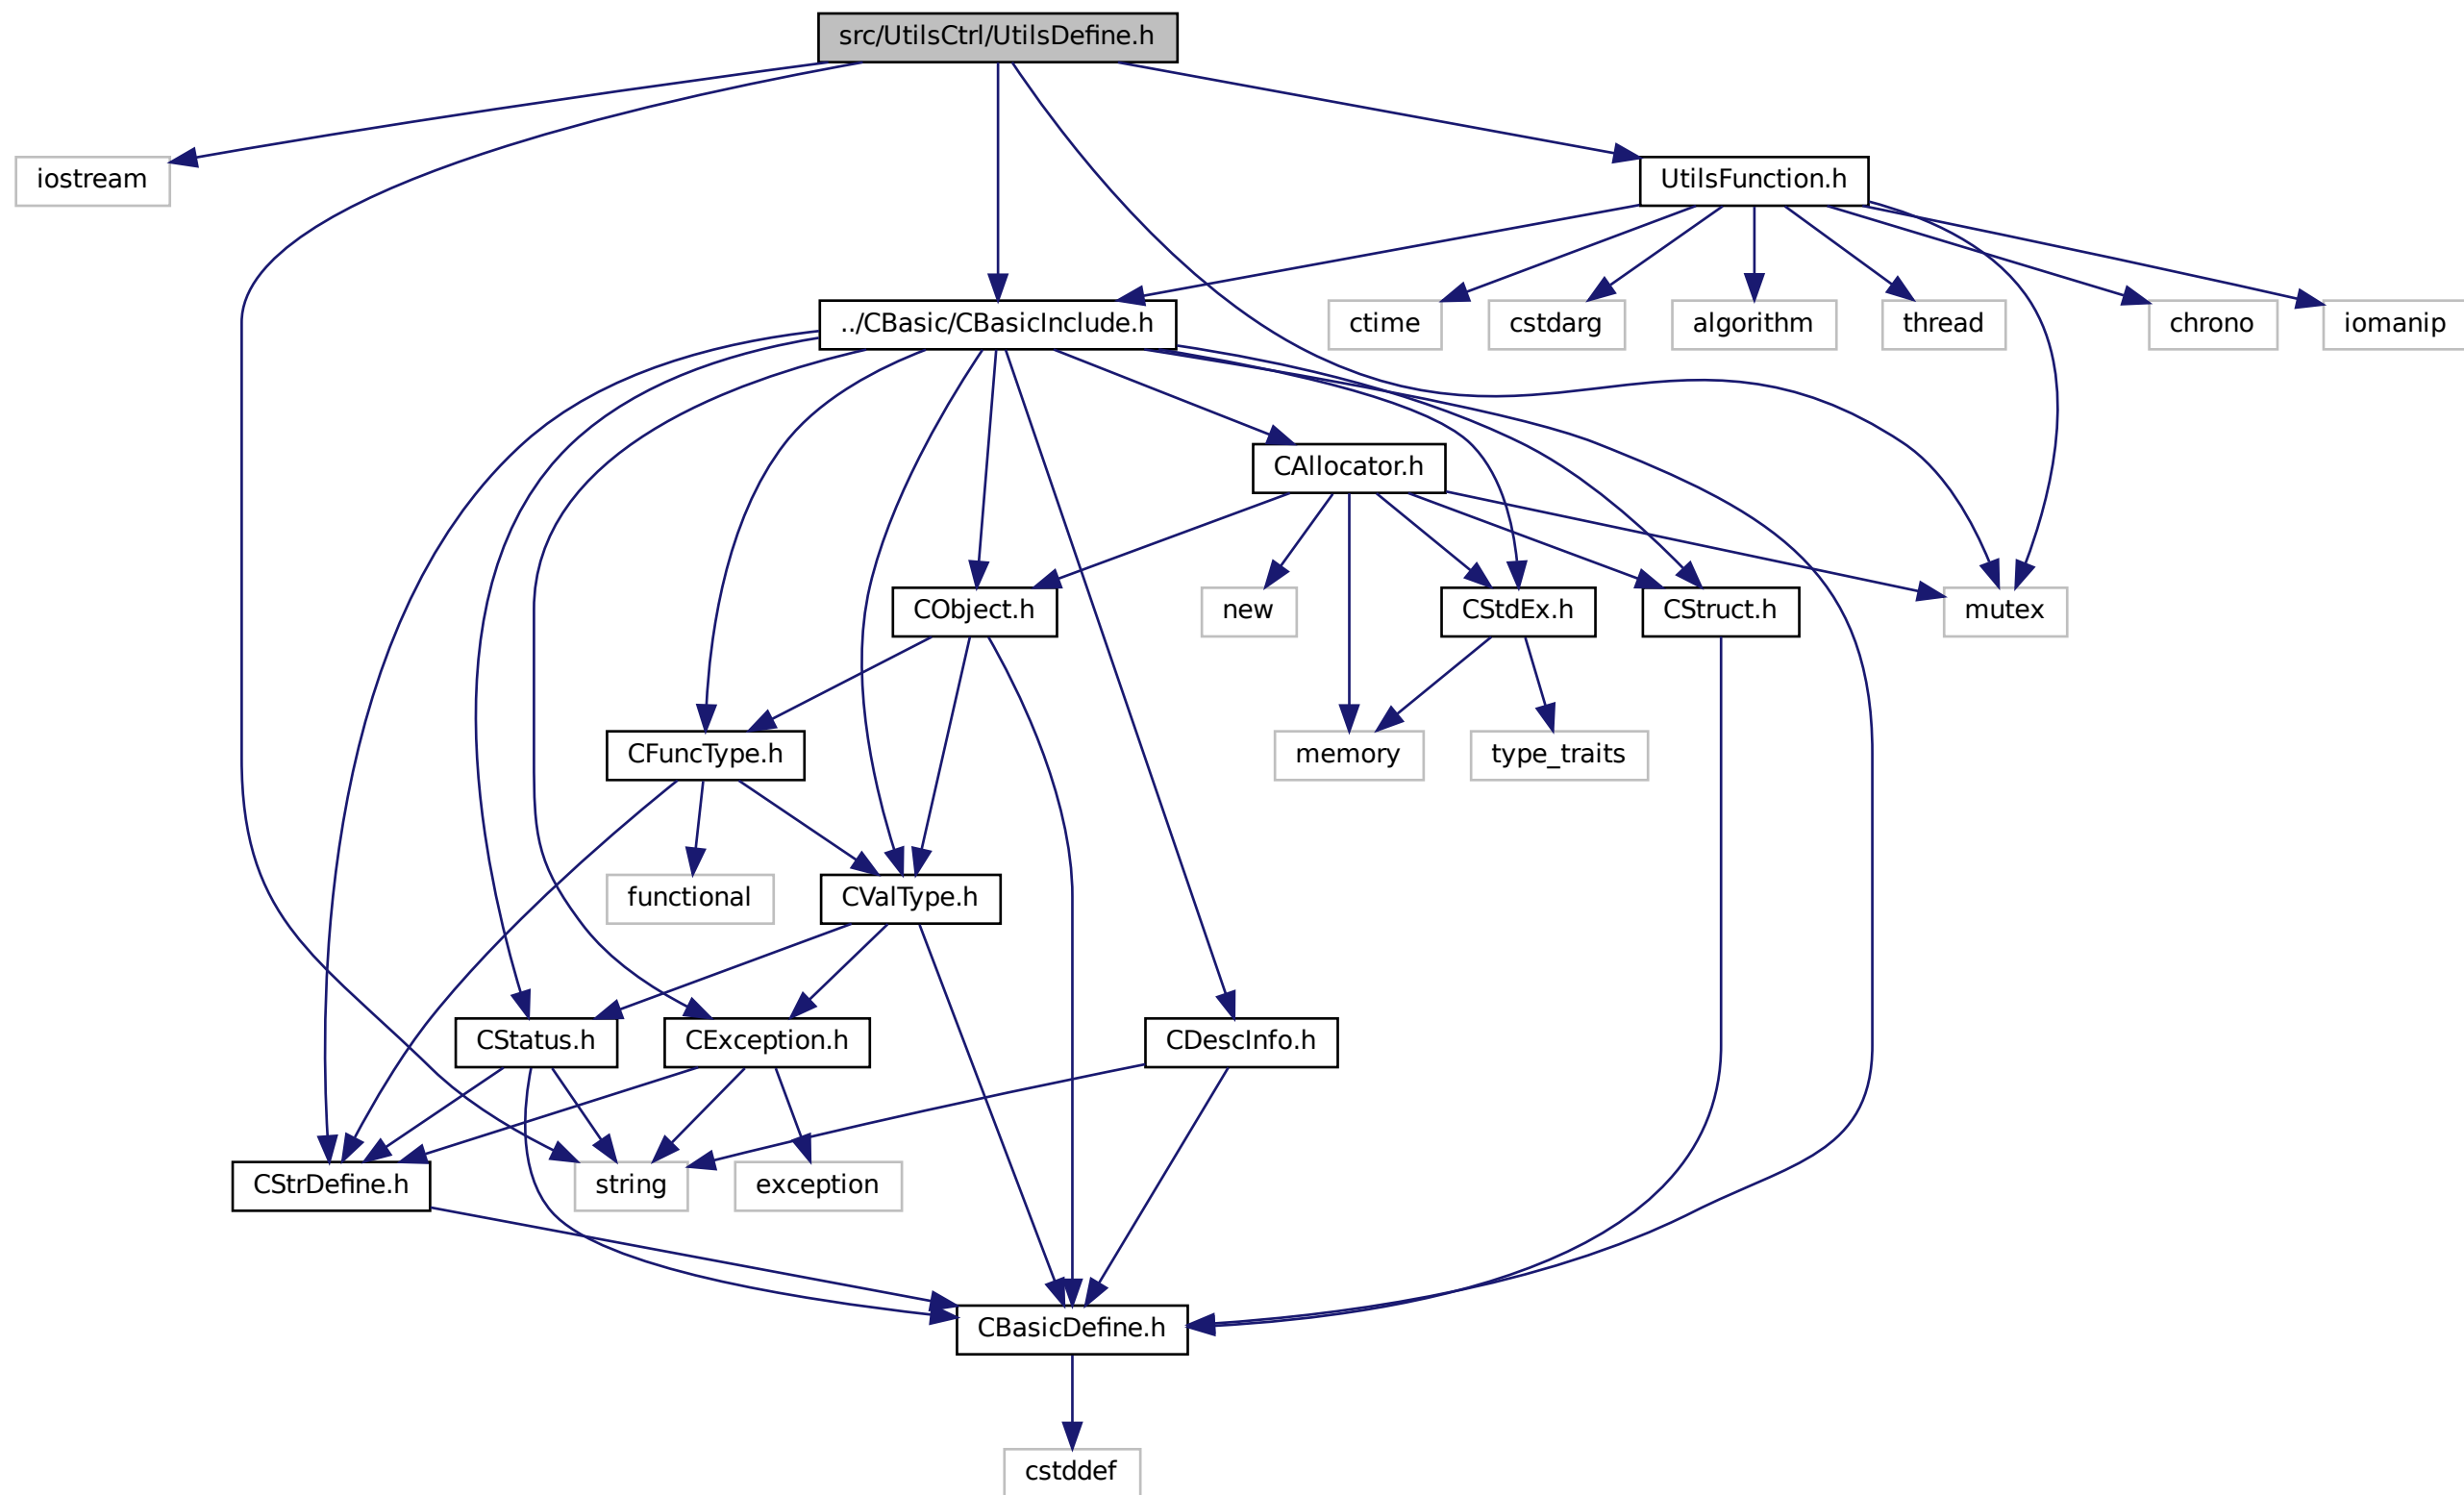 src/UtilsCtrl/UtilsDefine.h
iostream
UtilsFunction.h
../CBasic/CBasicInclude.h
ctime
cstdarg
algorithm
thread
chrono
iomanip
CAllocator.h
CObject.h
new
CStdEx.h
CStruct.h
mutex
CFuncType.h
memory
type_traits
functional
CValType.h
CStatus.h
CException.h
CDescInfo.h
CStrDefine.h
string
exception
CBasicDefine.h
cstddef